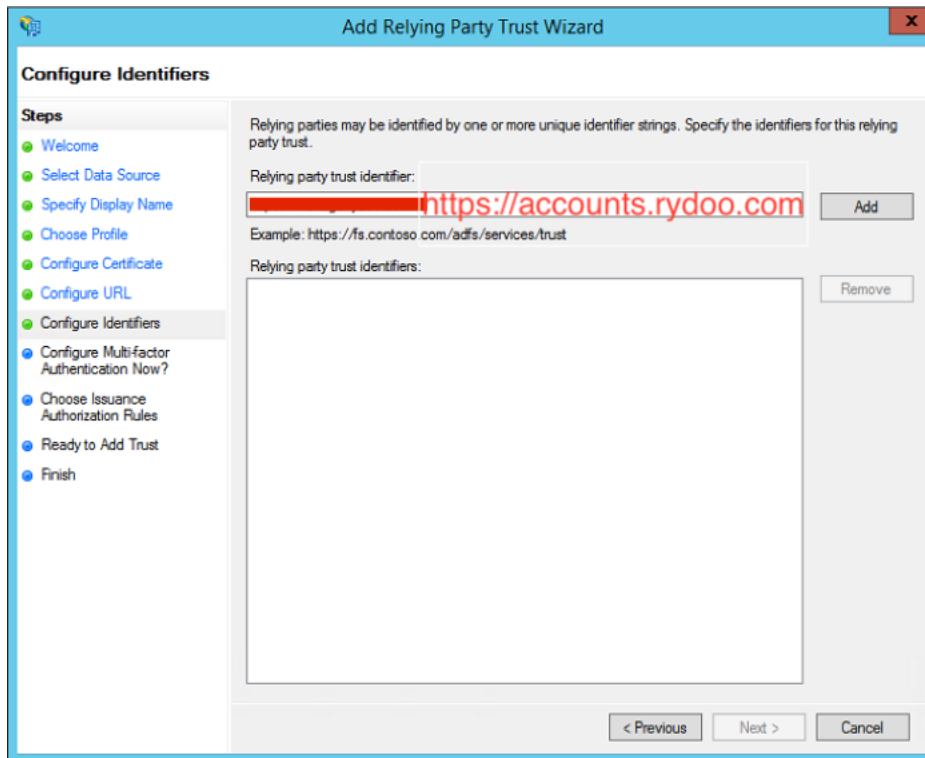 Add Relying Party Trust Wizard
x
Configure Identifiers
Steps
Welcome
Select Data Source
Specify Display Name
Choose Profile
Configure Certificate
Configure URL
Configure Identifiers
Configure Multi-factor
Authentication Now?
Choose Issuance
Authorization Rules
Ready to Add Trust
Finish
Relying parties may be identified by one or more unique identifier strings. Specify the identifiers for this relying
party trust.
Relying party trust identifier:
https://accounts.rydoo.com
Add
Example: https://fs.contoso.com/adfs/services/trust
Relying party trust identifiers:
Remove
< Previous
Next >
Cancel